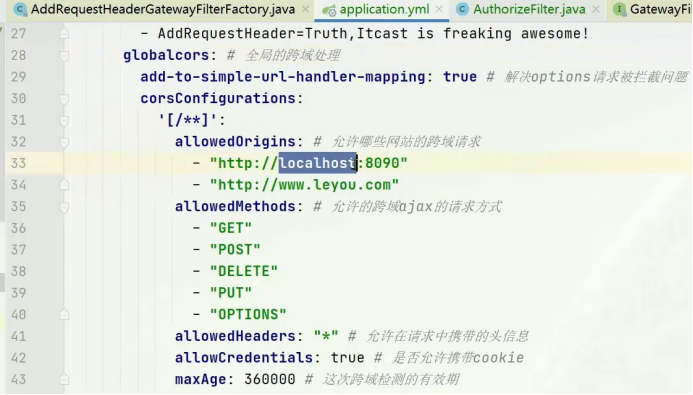 AddRequestHeaderGatewayFilterFactory.java × application.yml × AuthorizeFilter.java × GatewayFil
27 - AddRequestHeader=Truth,Itcast is freaking awesome!
28 globalcors: # 全局的跨域处理
29 add-to-simple-url-handler-mapping: true # 解决options请求被拦截问题
30 corsConfigurations:
31 '[/**]':
32 allowedOrigins: # 允许哪些网站的跨域请求
33 - "http://localhost:8090"
34 - "http://www.leyou.com"
35 allowedMethods: # 允许的跨域ajax的请求方式
36 - "GET"
37 - "POST"
38 - "DELETE"
39 - "PUT"
40 - "OPTIONS"
41 allowedHeaders: "*" # 允许在请求中携带的头信息
42 allowCredentials: true # 是否允许携带cookie
43 maxAge: 360000 # 这次跨域检测的有效期